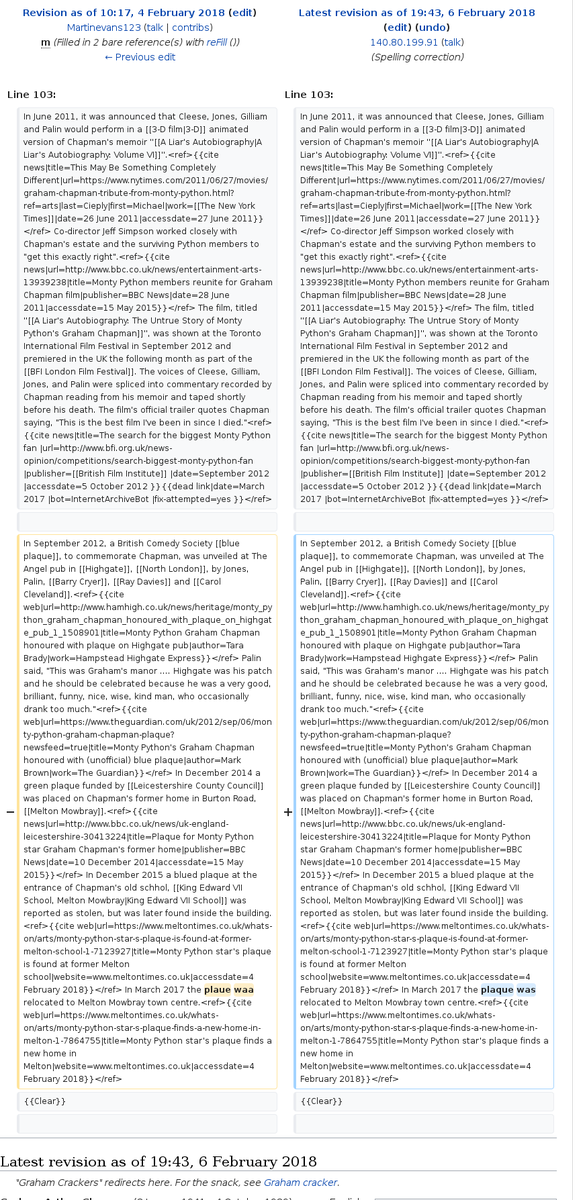 Revision as of 10:17, 4 February 2018 (edit)
Martinevans123 (talk | contribs)
m (Filled in 2 bare reference(s) with reFill ())
← Previous edit
Latest revision as of 19:43, 6 February 2018
(edit) (undo)
140.80.199.91 (talk)
(Spelling correction)
Line 103:
Line 103:
In June 2011, it was announced that Cleese, Jones, Gilliam
and Palin would perform in a [[3-D film|3-D]] animated
version of Chapman's memoir ''[[A Liar's Autobiography|A
Liar's Autobiography: Volume VI]]''.<ref>{{cite
news|title=This May Be Something Completely
Different|url=https://www.nytimes.com/2011/06/27/movies/
graham-chapman-tribute-from-monty-python.html?
ref=arts|last=Cieply|first=Michael|work=[[The New York
Times]]|date=26 June 2011|accessdate=27 June 2011}}
</ref> Co-director Jeff Simpson worked closely with
Chapman's estate and the surviving Python members to
"get this exactly right".<ref>{{cite
news|url=http://www.bbc.co.uk/news/entertainment-arts-
13939238|title=Monty Python members reunite for Graham
Chapman film|publisher=BBC News|date=28 June
2011|accessdate=15 May 2015}}</ref> The film, titled
''[[A Liar's Autobiography: The Untrue Story of Monty
Python's Graham Chapman]]'', was shown at the Toronto
International Film Festival in September 2012 and
premiered in the UK the following month as part of the
[[BFI London Film Festival]]. The voices of Cleese, Gilliam,
Jones, and Palin were spliced into commentary recorded by
Chapman reading from his memoir and taped shortly
before his death. The film's official trailer quotes Chapman
saying, "This is the best film I've been in since I died."<ref>
{{cite news|title=The search for the biggest Monty Python
fan |url=http://www.bfi.org.uk/news-
opinion/competitions/search-biggest-monty-python-fan
|publisher=[[British Film Institute]] |date=September 2012
|accessdate=5 October 2012 }}{{dead link|date=March
2017 |bot=InternetArchiveBot |fix-attempted=yes }}</ref>
In June 2011, it was announced that Cleese, Jones, Gilliam
and Palin would perform in a [[3-D film|3-D]] animated
version of Chapman's memoir ''[[A Liar's Autobiography|A
Liar's Autobiography: Volume VI]]''.<ref>{{cite
news|title=This May Be Something Completely
Different|url=https://www.nytimes.com/2011/06/27/movies/
graham-chapman-tribute-from-monty-python.html?
ref=arts|last=Cieply|first=Michael|work=[[The New York
Times]]|date=26 June 2011|accessdate=27 June 2011}}
</ref> Co-director Jeff Simpson worked closely with
Chapman's estate and the surviving Python members to
"get this exactly right".<ref>{{cite
news|url=http://www.bbc.co.uk/news/entertainment-arts-
13939238|title=Monty Python members reunite for Graham
Chapman film|publisher=BBC News|date=28 June
2011|accessdate=15 May 2015}}</ref> The film, titled
''[[A Liar's Autobiography: The Untrue Story of Monty
Python's Graham Chapman]]'', was shown at the Toronto
International Film Festival in September 2012 and
premiered in the UK the following month as part of the
[[BFI London Film Festival]]. The voices of Cleese, Gilliam,
Jones, and Palin were spliced into commentary recorded by
Chapman reading from his memoir and taped shortly
before his death. The film's official trailer quotes Chapman
saying, "This is the best film I've been in since I died."<ref>
{{cite news|title=The search for the biggest Monty Python
fan |url=http://www.bfi.org.uk/news-
opinion/competitions/search-biggest-monty-python-fan
|publisher=[[British Film Institute]] |date=September 2012
|accessdate=5 October 2012 }}{{dead link|date=March
2017 |bot=InternetArchiveBot |fix-attempted=yes }}</ref>
−
In September 2012, a British Comedy Society [[blue
plaque]], to commemorate Chapman, was unveiled at The
Angel pub in [[Highgate]], [[North London]], by Jones,
Palin, [[Barry Cryer]], [[Ray Davies]] and [[Carol
Cleveland]].<ref>{{cite
web|url=http://www.hamhigh.co.uk/news/heritage/monty_py
thon_graham_chapman_honoured_with_plaque_on_highgat
e_pub_1_1508901|title=Monty Python Graham Chapman
honoured with plaque on Highgate pub|author=Tara
Brady|work=Hampstead Highgate Express}}</ref> Palin
said, "This was Graham's manor .... Highgate was his patch
and he should be celebrated because he was a very good,
brilliant, funny, nice, wise, kind man, who occasionally
drank too much."<ref>{{cite
web|url=https://www.theguardian.com/uk/2012/sep/06/mon
ty-python-graham-chapman-plaque?
newsfeed=true|title=Monty Python's Graham Chapman
honoured with (unofficial) blue plaque|author=Mark
Brown|work=The Guardian}}</ref> In December 2014 a
green plaque funded by [[Leicestershire County Council]]
was placed on Chapman's former home in Burton Road,
[[Melton Mowbray]].<ref>{{cite
news|url=http://www.bbc.co.uk/news/uk-england-
leicestershire-30413224|title=Plaque for Monty Python
star Graham Chapman's former home|publisher=BBC
News|date=10 December 2014|accessdate=15 May
2015}}</ref> In December 2015 a blued plaque at the
entrance of Chapman's old schhol, [[King Edward VII
School, Melton Mowbray|King Edward VII School]] was
reported as stolen, but was later found inside the building.
<ref>{{cite web|url=https://www.meltontimes.co.uk/whats-
on/arts/monty-python-star-s-plaque-is-found-at-former-
melton-school-1-7123927|title=Monty Python star's plaque
is found at former Melton
school|website=www.meltontimes.co.uk|accessdate=4
February 2018}}</ref> In March 2017 the plaue waa
relocated to Melton Mowbray town centre.<ref>{{cite
web|url=https://www.meltontimes.co.uk/whats-
on/arts/monty-python-star-s-plaque-finds-a-new-home-in-
melton-1-7864755|title=Monty Python star's plaque finds a
new home in
Melton|website=www.meltontimes.co.uk|accessdate=4
February 2018}}</ref>
+
In September 2012, a British Comedy Society [[blue
plaque]], to commemorate Chapman, was unveiled at The
Angel pub in [[Highgate]], [[North London]], by Jones,
Palin, [[Barry Cryer]], [[Ray Davies]] and [[Carol
Cleveland]].<ref>{{cite
web|url=http://www.hamhigh.co.uk/news/heritage/monty_py
thon_graham_chapman_honoured_with_plaque_on_highgat
e_pub_1_1508901|title=Monty Python Graham Chapman
honoured with plaque on Highgate pub|author=Tara
Brady|work=Hampstead Highgate Express}}</ref> Palin
said, "This was Graham's manor .... Highgate was his patch
and he should be celebrated because he was a very good,
brilliant, funny, nice, wise, kind man, who occasionally
drank too much."<ref>{{cite
web|url=https://www.theguardian.com/uk/2012/sep/06/mon
ty-python-graham-chapman-plaque?
newsfeed=true|title=Monty Python's Graham Chapman
honoured with (unofficial) blue plaque|author=Mark
Brown|work=The Guardian}}</ref> In December 2014 a
green plaque funded by [[Leicestershire County Council]]
was placed on Chapman's former home in Burton Road,
[[Melton Mowbray]].<ref>{{cite
news|url=http://www.bbc.co.uk/news/uk-england-
leicestershire-30413224|title=Plaque for Monty Python
star Graham Chapman's former home|publisher=BBC
News|date=10 December 2014|accessdate=15 May
2015}}</ref> In December 2015 a blued plaque at the
entrance of Chapman's old schhol, [[King Edward VII
School, Melton Mowbray|King Edward VII School]] was
reported as stolen, but was later found inside the building.
<ref>{{cite web|url=https://www.meltontimes.co.uk/whats-
on/arts/monty-python-star-s-plaque-is-found-at-former-
melton-school-1-7123927|title=Monty Python star's plaque
is found at former Melton
school|website=www.meltontimes.co.uk|accessdate=4
February 2018}}</ref> In March 2017 the plaque was
relocated to Melton Mowbray town centre.<ref>{{cite
web|url=https://www.meltontimes.co.uk/whats-
on/arts/monty-python-star-s-plaque-finds-a-new-home-in-
melton-1-7864755|title=Monty Python star's plaque finds a
new home in
Melton|website=www.meltontimes.co.uk|accessdate=4
February 2018}}</ref>
{{Clear}}
{{Clear}}
Latest revision as of 19:43, 6 February 2018
"Graham Crackers" redirects here. For the snack, see Graham cracker.